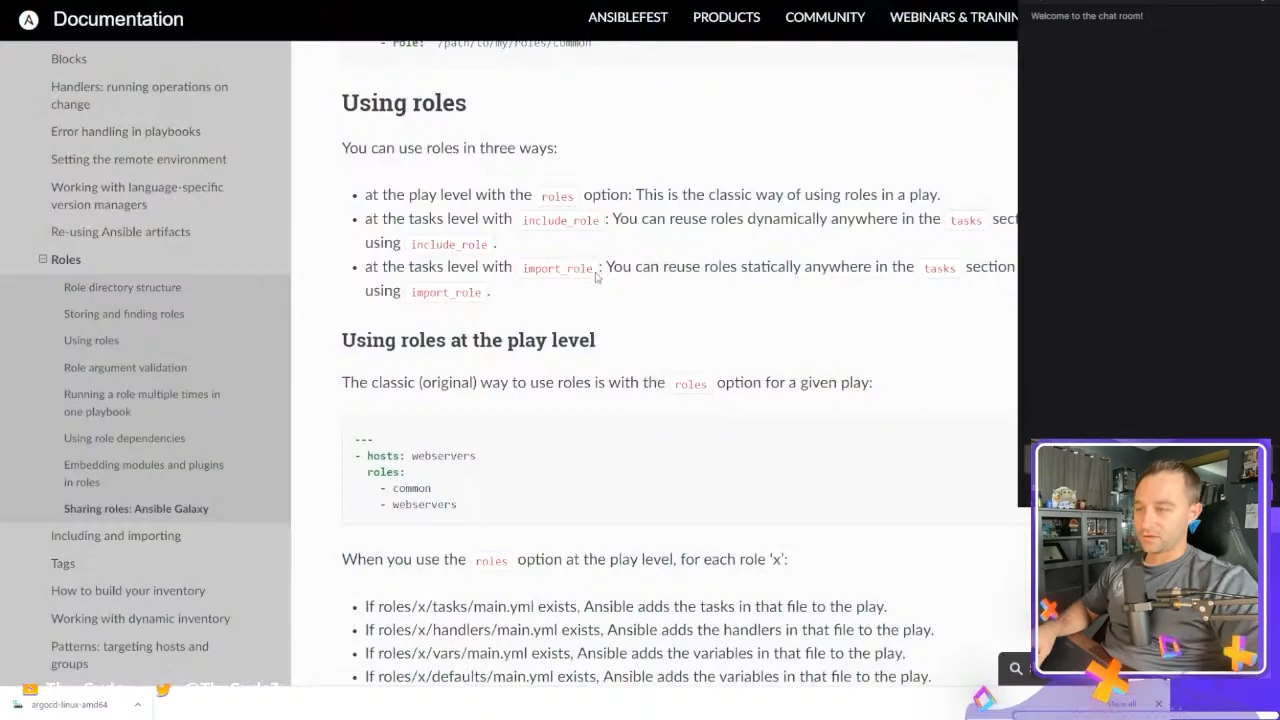 A Documentation
ANSIBLEFEST PRODUCTS COMMUNITY WEBINARS & TRAININ
Welcome to the chat room!
Blocks
Handlers: running operations on
change
Error handling in playbooks
Setting the remote environment
Working with language-specific
version managers
Re-using Ansible artifacts
Roles
Role directory structure
Storing and finding roles
Using roles
Role argument validation
Running a role multiple times in
one playbook
Using role dependencies
Embedding modules and plugins
in roles
Sharing roles: Ansible Galaxy
Including and importing
Tags
How to build your inventory
Working with dynamic inventory
Patterns: targeting hosts and
groups
- role: '/path/to/my/roles/common'
Using roles
You can use roles in three ways:
at the play level with the roles option: This is the classic way of using roles in a play.
at the tasks level with include_role : You can reuse roles dynamically anywhere in the tasks sect
using include_role .
at the tasks level with import_role : You can reuse roles statically anywhere in the tasks section
using import_role .
Using roles at the play level
The classic (original) way to use roles is with the roles option for a given play:
---
- hosts: webservers
roles:
- common
- webservers
When you use the roles option at the play level, for each role ‘x’:
If roles/x/tasks/main.yml exists, Ansible adds the tasks in that file to the play.
If roles/x/handlers/main.yml exists, Ansible adds the handlers in that file to the play.
If roles/x/vars/main.yml exists, Ansible adds the variables in that file to the play.
If roles/x/defaults/main.yml exists, Ansible adds the variables in that file to the play.
argocd-linux-amd64
Show all